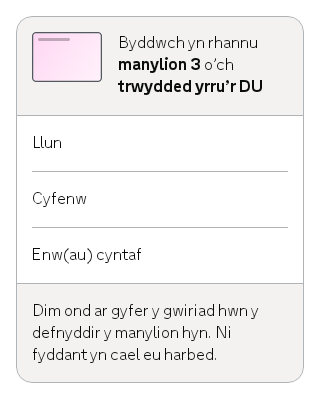 Byddwch yn rhannu
manylion 3 o’ch
trwydded yrru’r DU
Llun
Cyfenw
Enw(au) cyntaf
Dim ond ar gyfer y gwiriad hwn y
defnyddir y manylion hyn. Ni
fyddant yn cael eu harbed.